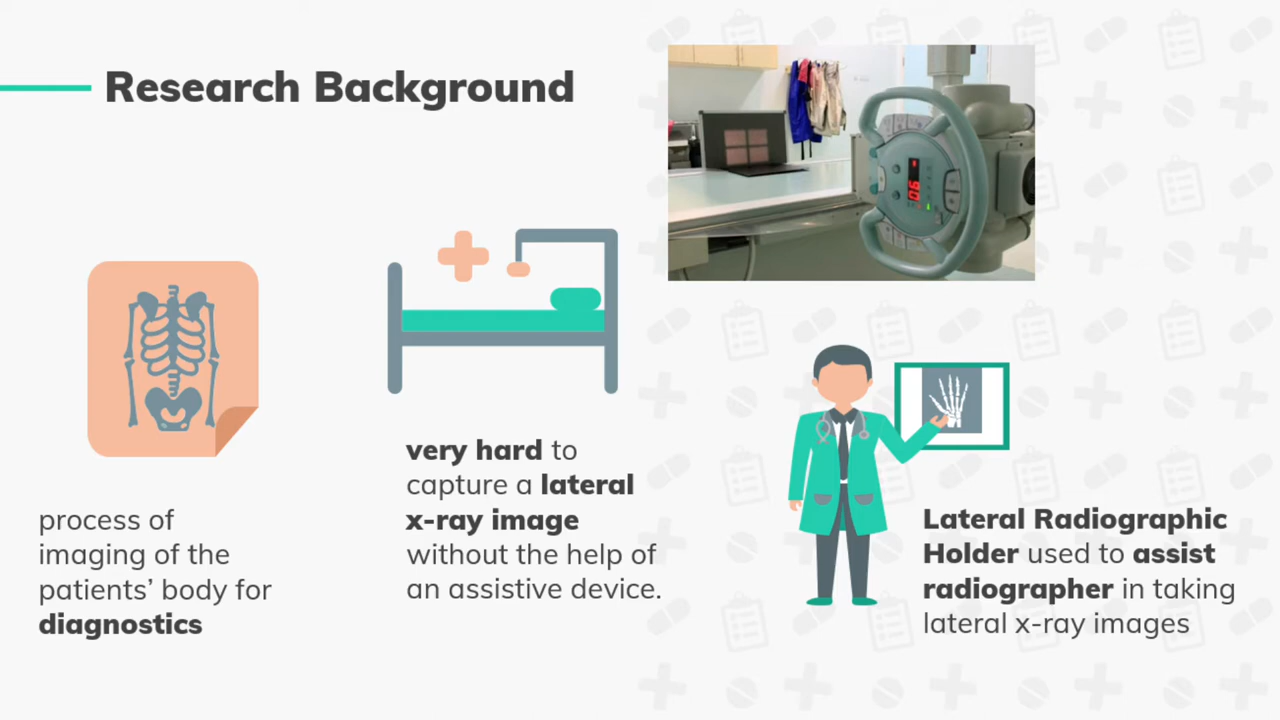 Research Background
process of
imaging of the
patients’ body for
diagnostics
very hard to
capture a lateral
x-ray image
without the help of
an assistive device.
Lateral Radiographic
Holder used to assist
radiographer in taking
lateral x-ray images